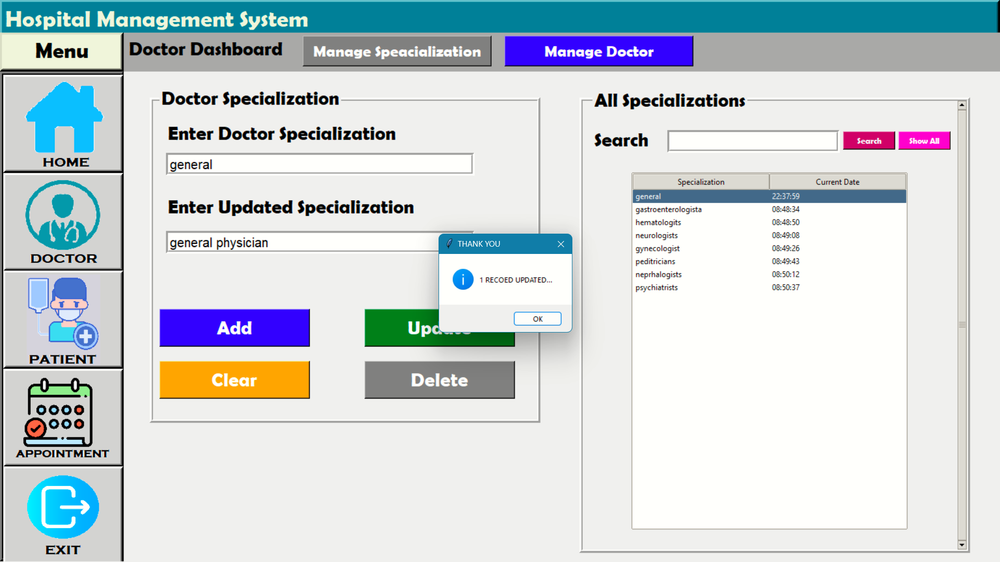 Hospital Management System
Menu
Doctor Dashboard
Manage Speacialization
Manage Doctor
HOME
DOCTOR
PATIENT
APPOINTMENT
EXIT
Doctor Specialization
Enter Doctor Specialization
general
Enter Updated Specialization
general physician
Add
Update
Clear
Delete
THANK YOU
1 RECOED UPDATED...
OK
All Specializations
Search
Search
Show All
Specialization Current Date
general 22:37:59
gastroenterologista 08:48:34
hematologits 08:48:50
neurologists 08:49:08
gynecologist 08:49:26
peditricians 08:49:43
neprhalogists 08:50:12
psychiatrists 08:50:37